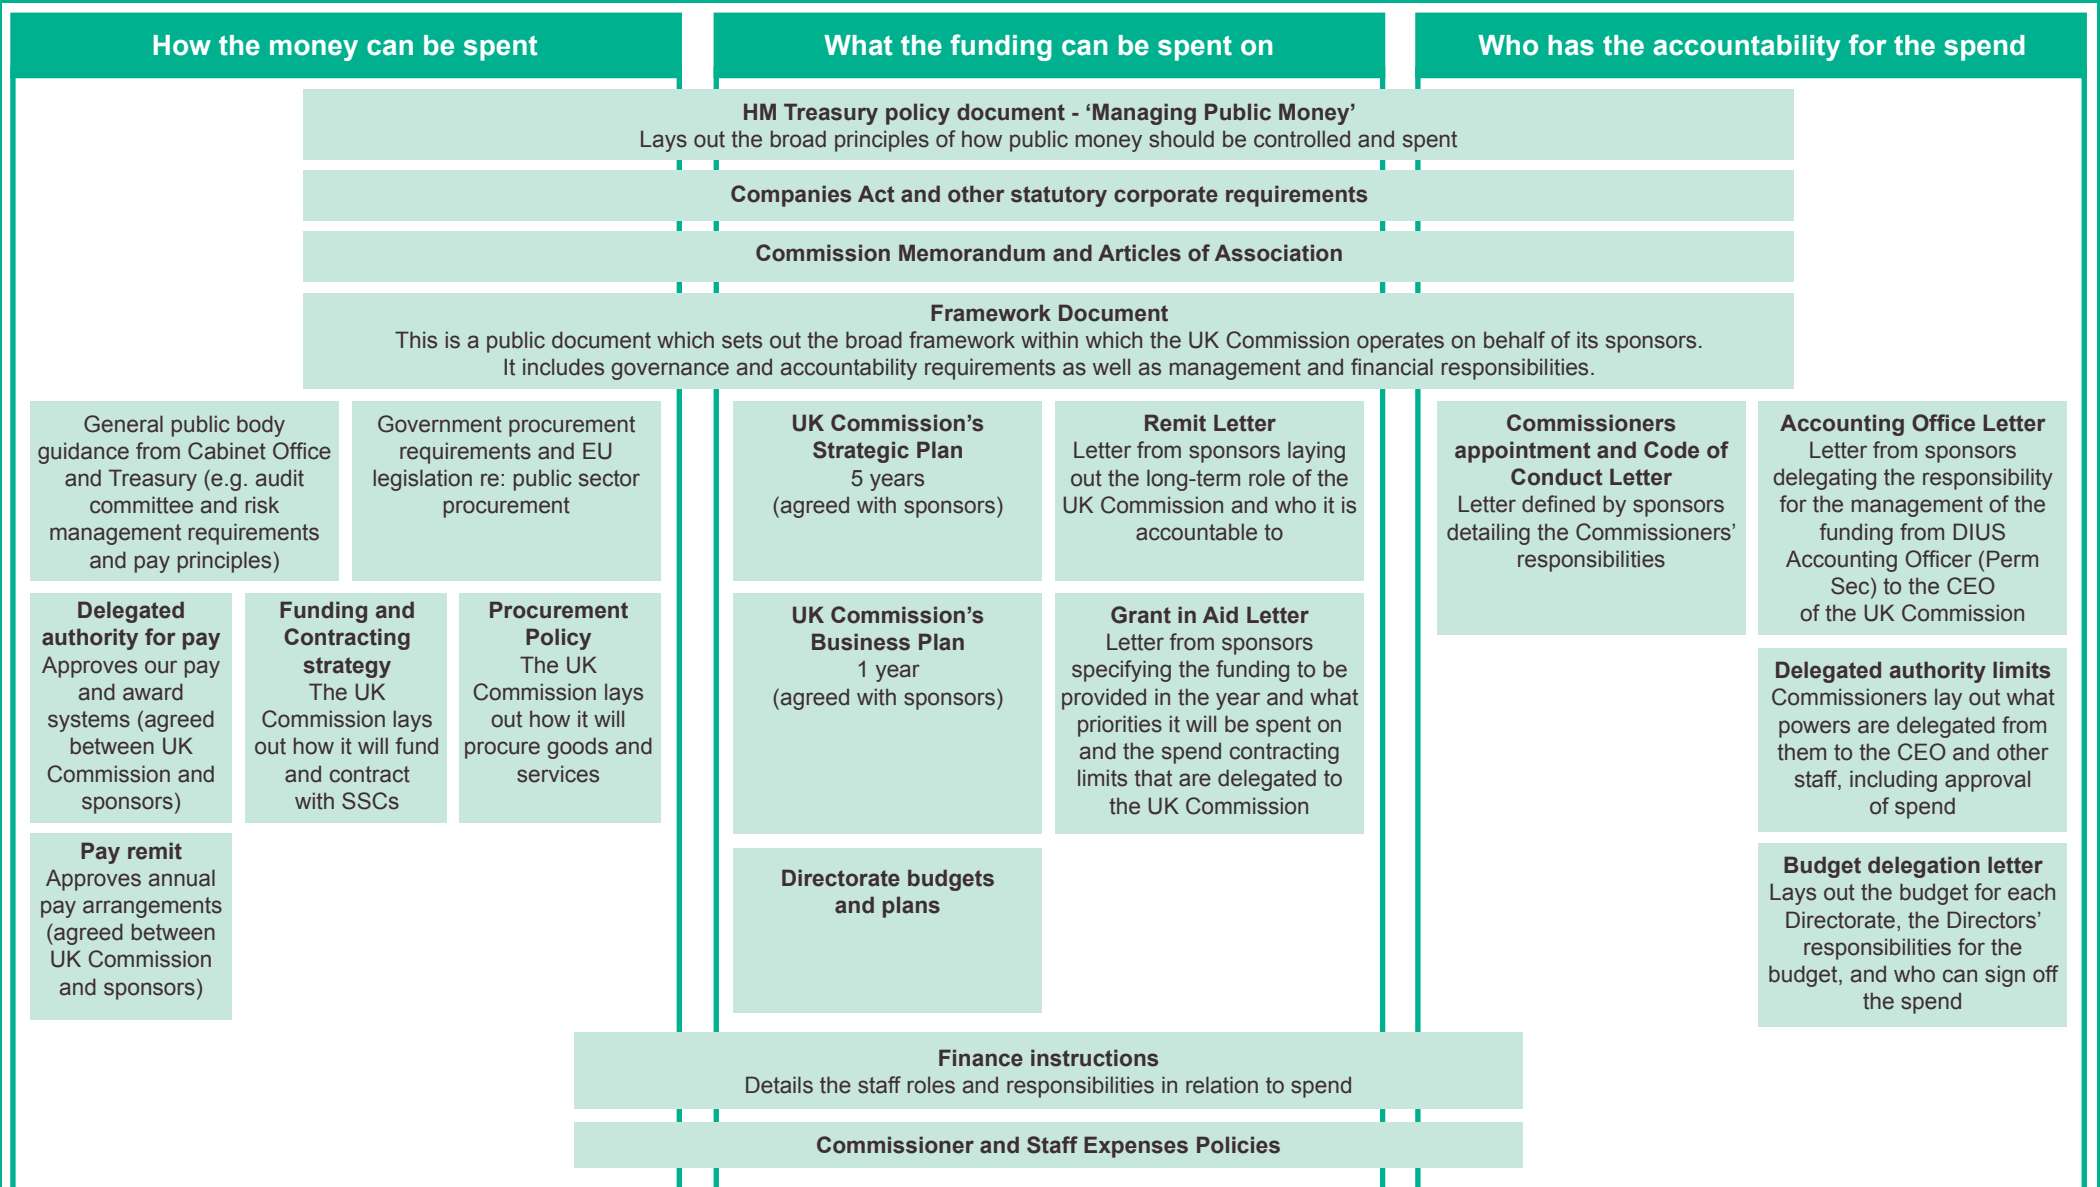 How the money can be spent
What the funding can be spent on
Who has the accountability for the spend
HM Treasury policy document - ‘Managing Public Money’
Lays out the broad principles of how public money should be controlled and spent
Companies Act and other statutory corporate requirements
Commission Memorandum and Articles of Association
Framework Document
This is a public document which sets out the broad framework within which the UK Commission operates on behalf of its sponsors.
It includes governance and accountability requirements as well as management and financial responsibilities.
General public body
guidance from Cabinet Office
and Treasury (e.g. audit
committee and risk
management requirements
and pay principles)
Government procurement
requirements and EU
legislation re: public sector
procurement
Delegated
authority for pay
Approves our pay
and award
systems (agreed
between UK
Commission and
sponsors)
Funding and
Contracting
strategy
The UK
Commission lays
out how it will fund
and contract
with SSCs
Procurement
Policy
The UK
Commission lays
out how it will
procure goods and
services
Pay remit
Approves annual
pay arrangements
(agreed between
UK Commission
and sponsors)
UK Commission’s
Strategic Plan
5 years
(agreed with sponsors)
Remit Letter
Letter from sponsors laying
out the long-term role of the
UK Commission and who it is
accountable to
UK Commission’s
Business Plan
1 year
(agreed with sponsors)
Grant in Aid Letter
Letter from sponsors
specifying the funding to be
provided in the year and what
priorities it will be spent on
and the spend contracting
limits that are delegated to
the UK Commission
Directorate budgets
and plans
Commissioners
appointment and Code of
Conduct Letter
Letter defined by sponsors
detailing the Commissioners’
responsibilities
Accounting Office Letter
Letter from sponsors
delegating the responsibility
for the management of the
funding from DIUS
Accounting Officer (Perm
Sec) to the CEO
of the UK Commission
Delegated authority limits
Commissioners lay out what
powers are delegated from
them to the CEO and other
staff, including approval
of spend
Budget delegation letter
Lays out the budget for each
Directorate, the Directors’
responsibilities for the
budget, and who can sign off
the spend
Finance instructions
Details the staff roles and responsibilities in relation to spend
Commissioner and Staff Expenses Policies